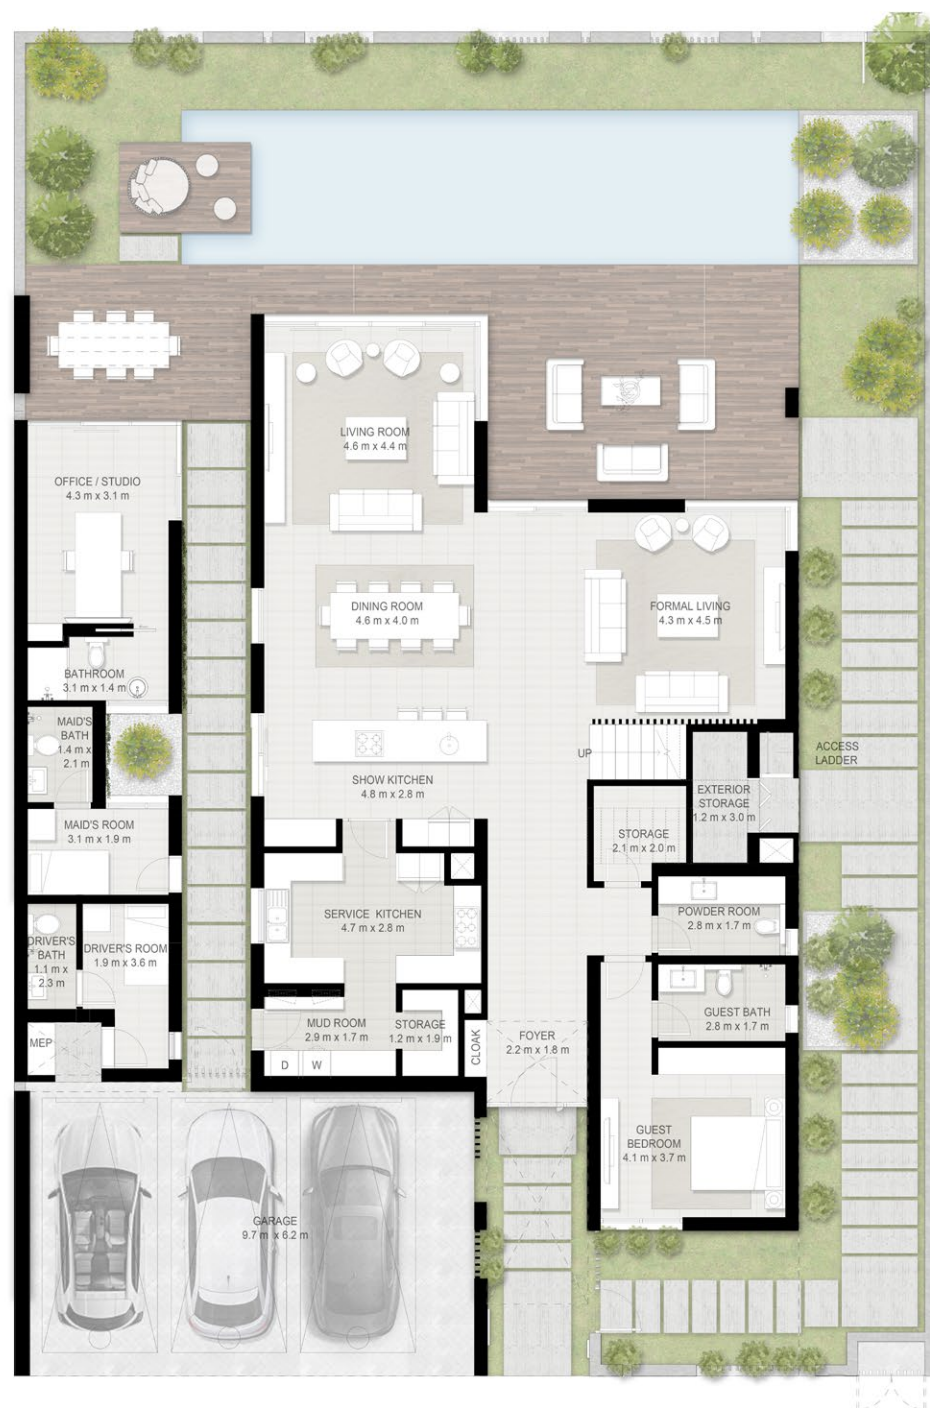 LIVING ROOM
4.6 m x 4.4 m
OFFICE / STUDIO
4.3 m x 3.1 m
DINING ROOM
4.6 m x 4.0 m
FORMAL LIVING
4.3 m x 4.5 m
BATHROOM
3.1 m x 1.4 m
MAID'S
BATH
1.4 m x
2.1 m
UP
ACCESS
LADDER
SHOW KITCHEN
4.8 m x 2.8 m
EXTERIOR
STORAGE
1.2 m x 3.0 m
MAID'S ROOM
3.1 m x 1.9 m
STORAGE
2.1 m x 2.0 m
SERVICE KITCHEN
4.7 m x 2.8 m
POWDER ROOM
2.8 m x 1.7 m
DRIVER'S
BATH
1.1 m x
2.3 m
DRIVER'S ROOM
1.9 m x 3.6 m
GUEST BATH
2.8 m x 1.7 m
MUD ROOM
2.9 m x 1.7 m
STORAGE
1.2 m x 1.9 m
CLOAK
FOYER
2.2 m x 1.8 m
MEP
D
W
GUEST
BEDROOM
4.1 m x 3.7 m
GARAGE
9.7 m x 6.2 m